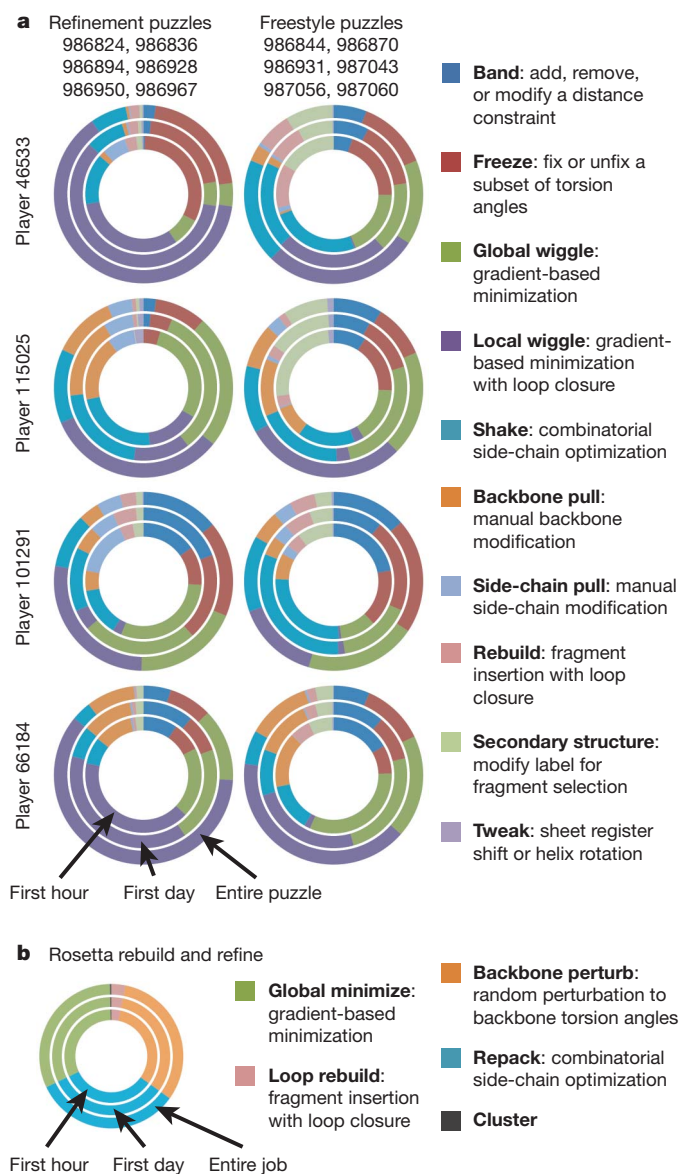 a
Refinement puzzles
986824, 986836
986894, 986928
986950, 986967
Freestyle puzzles
986844, 986870
986931, 987043
987056, 987060
Player 46533
Player 115025
Player 101291
Player 66184
First hour
First day
Entire puzzle
Band: add, remove,
or modify a distance
constraint
Freeze: fix or unfix a
subset of torsion
angles
Global wiggle:
gradient-based
minimization
Local wiggle: gradient-
based minimization
with loop closure
Shake: combinatorial
side-chain optimization
Backbone pull:
manual backbone
modification
Side-chain pull: manual
side-chain modification
Rebuild: fragment
insertion with loop
closure
Secondary structure:
modify label for
fragment selection
Tweak: sheet register
shift or helix rotation
b
Rosetta rebuild and refine
First hour
First day
Entire job
Global minimize:
gradient-based
minimization
Loop rebuild:
fragment insertion
with loop closure
Backbone perturb:
random perturbation to
backbone torsion angles
Repack: combinatorial
side-chain optimization
Cluster